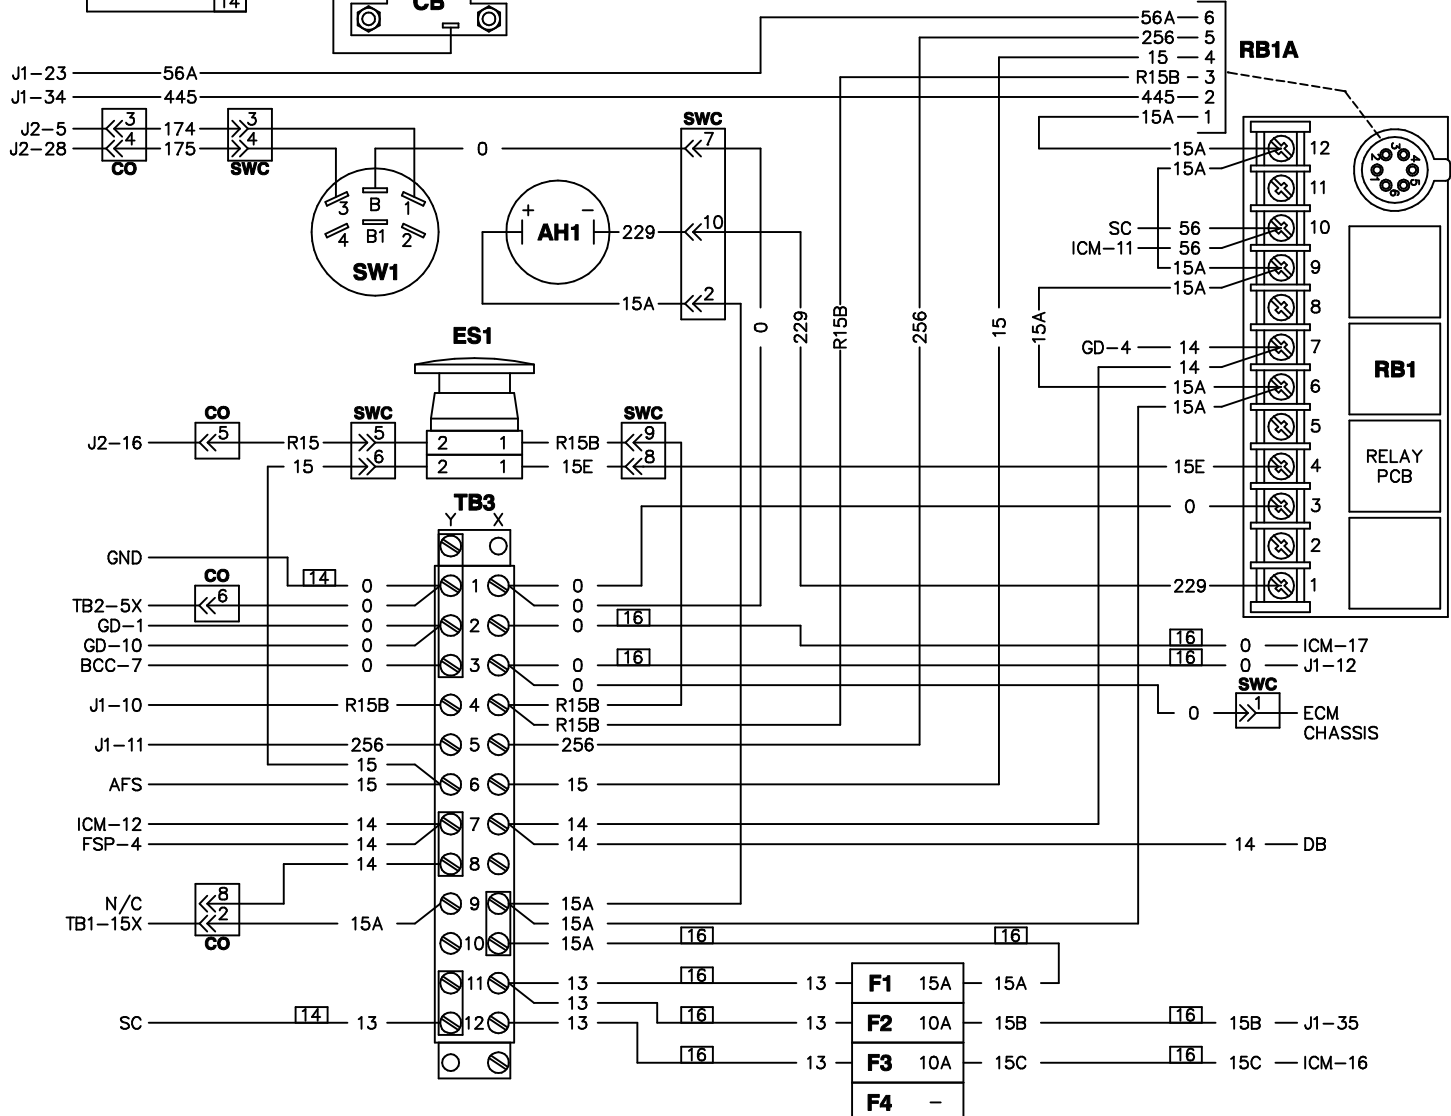 14
CB
56A 6
256 5
RB1A
15 4
J1-23 56A
R15B 3
J1-34 445
445 2
SWC
15A 1
J2-5 3 174 3
J2-28 4 175 4
CO SWC
0 7
15A 12
15A
11
3 B 1
4 B1 2
SW1
+ −
AH1 229 10
SC 56 10
ICM-11 56
15A 9
15A
15A 2
8
0 229 R15B 256 15 15A
1 2 3 4 5 6
ES1
GD-4 14 7
14
RB1
15A 6
15A
CO SWC SWC
5
J2-16 5 R15 5 2 1 R15B 9
15 6 2 1 15E 8
15E 4
RELAY
PCB
TB3
Y X
0 3
2
GND
14 0 1 0
229 1
CO
TB2-5X 6 0 0
GD-1 0 2 0 16
GD-10 0
16 0 ICM-17
BCC-7 0 3 0 16
16 0 J1-12
0
SWC
J1-10 R15B 4 R15B
0 1 ECM
CHASSIS
R15B
J1-11 256 5 256
15
AFS 15 6 15
ICM-12 14 7 14
FSP-4 14 14
14 DB
14 8
N/C 8
9 15A
TB1-15X 2 15A 15A
CO
10 15A 16 16
11 13 16 13 F1 15A 15A
13
SC 14 13 12 13
16 13 F2 10A 15B 16 15B J1-35
16 13 F3 10A 15C 16 15C ICM-16
F4 −